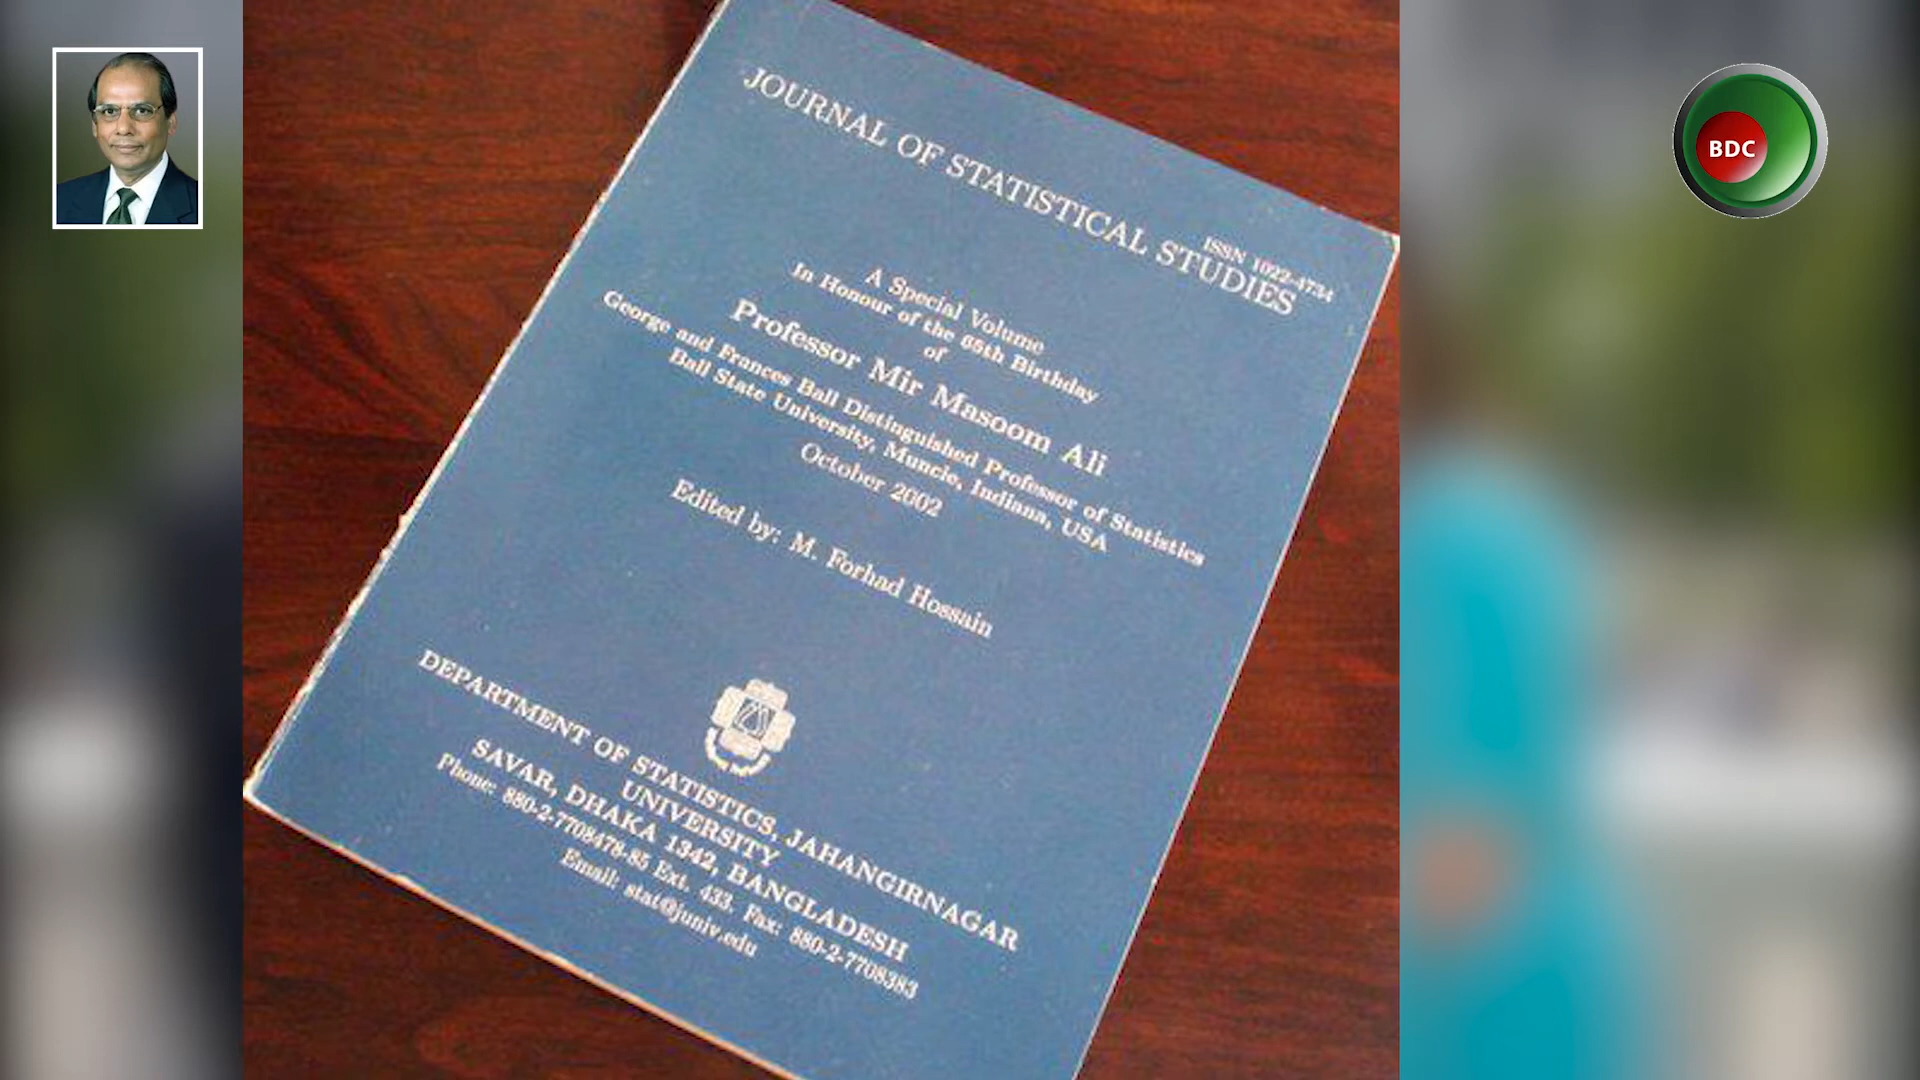 BDC
ISSN 1022-4734
JOURNAL OF STATISTICAL STUDIES
A Special Volume
In Honour of the 65th Birthday
of
Professor Mir Masoom Ali
George and Frances Ball Distinguished Professor of Statistics
Ball State University, Muncie, Indiana, USA
October 2002
Edited by: M. Forhad Hossain
DEPARTMENT OF STATISTICS, JAHANGIRNAGAR
UNIVERSITY
SAVAR, DHAKA 1342, BANGLADESH
Phone: 880-2-7708478-85 Ext. 433. Fax: 880-2-7708383
Email: stat@juniv.edu